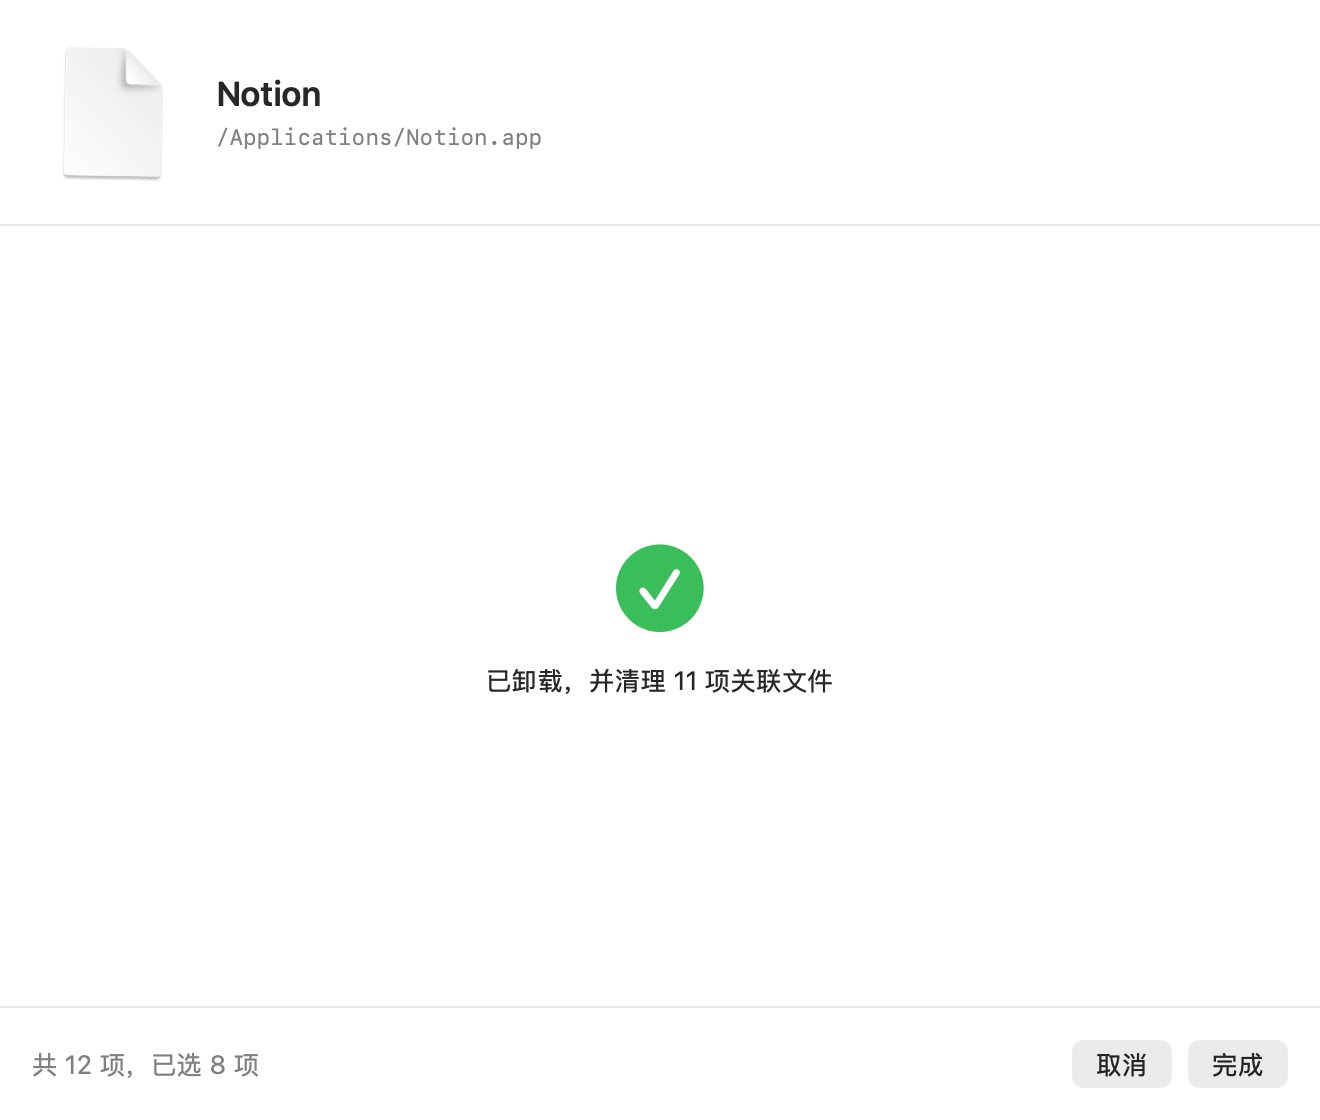 Notion
/Applications/Notion.app
已卸载，并清理 11 项关联文件
共 12 项，已选 8 项
取消
完成